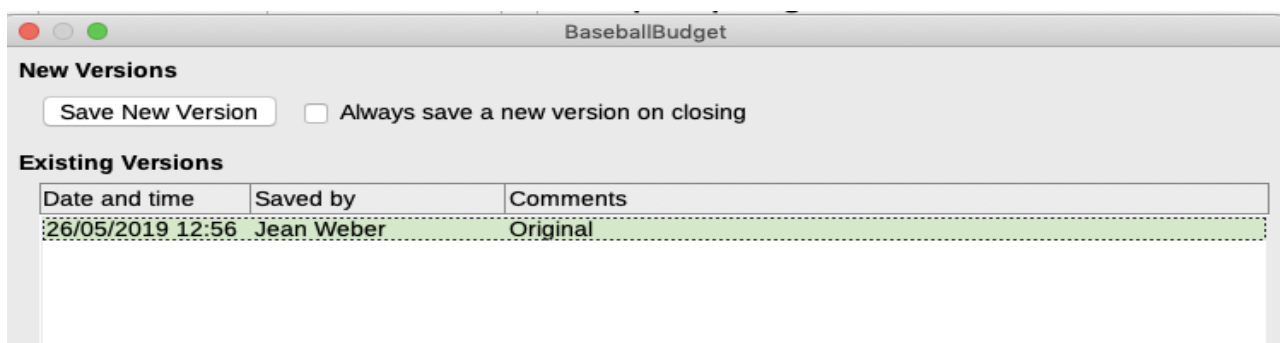 BaseballBudget
New Versions
Save New Version Always save a new version on closing
Existing Versions
Date and time Saved by Comments
26/05/2019 12:56 Jean Weber Original